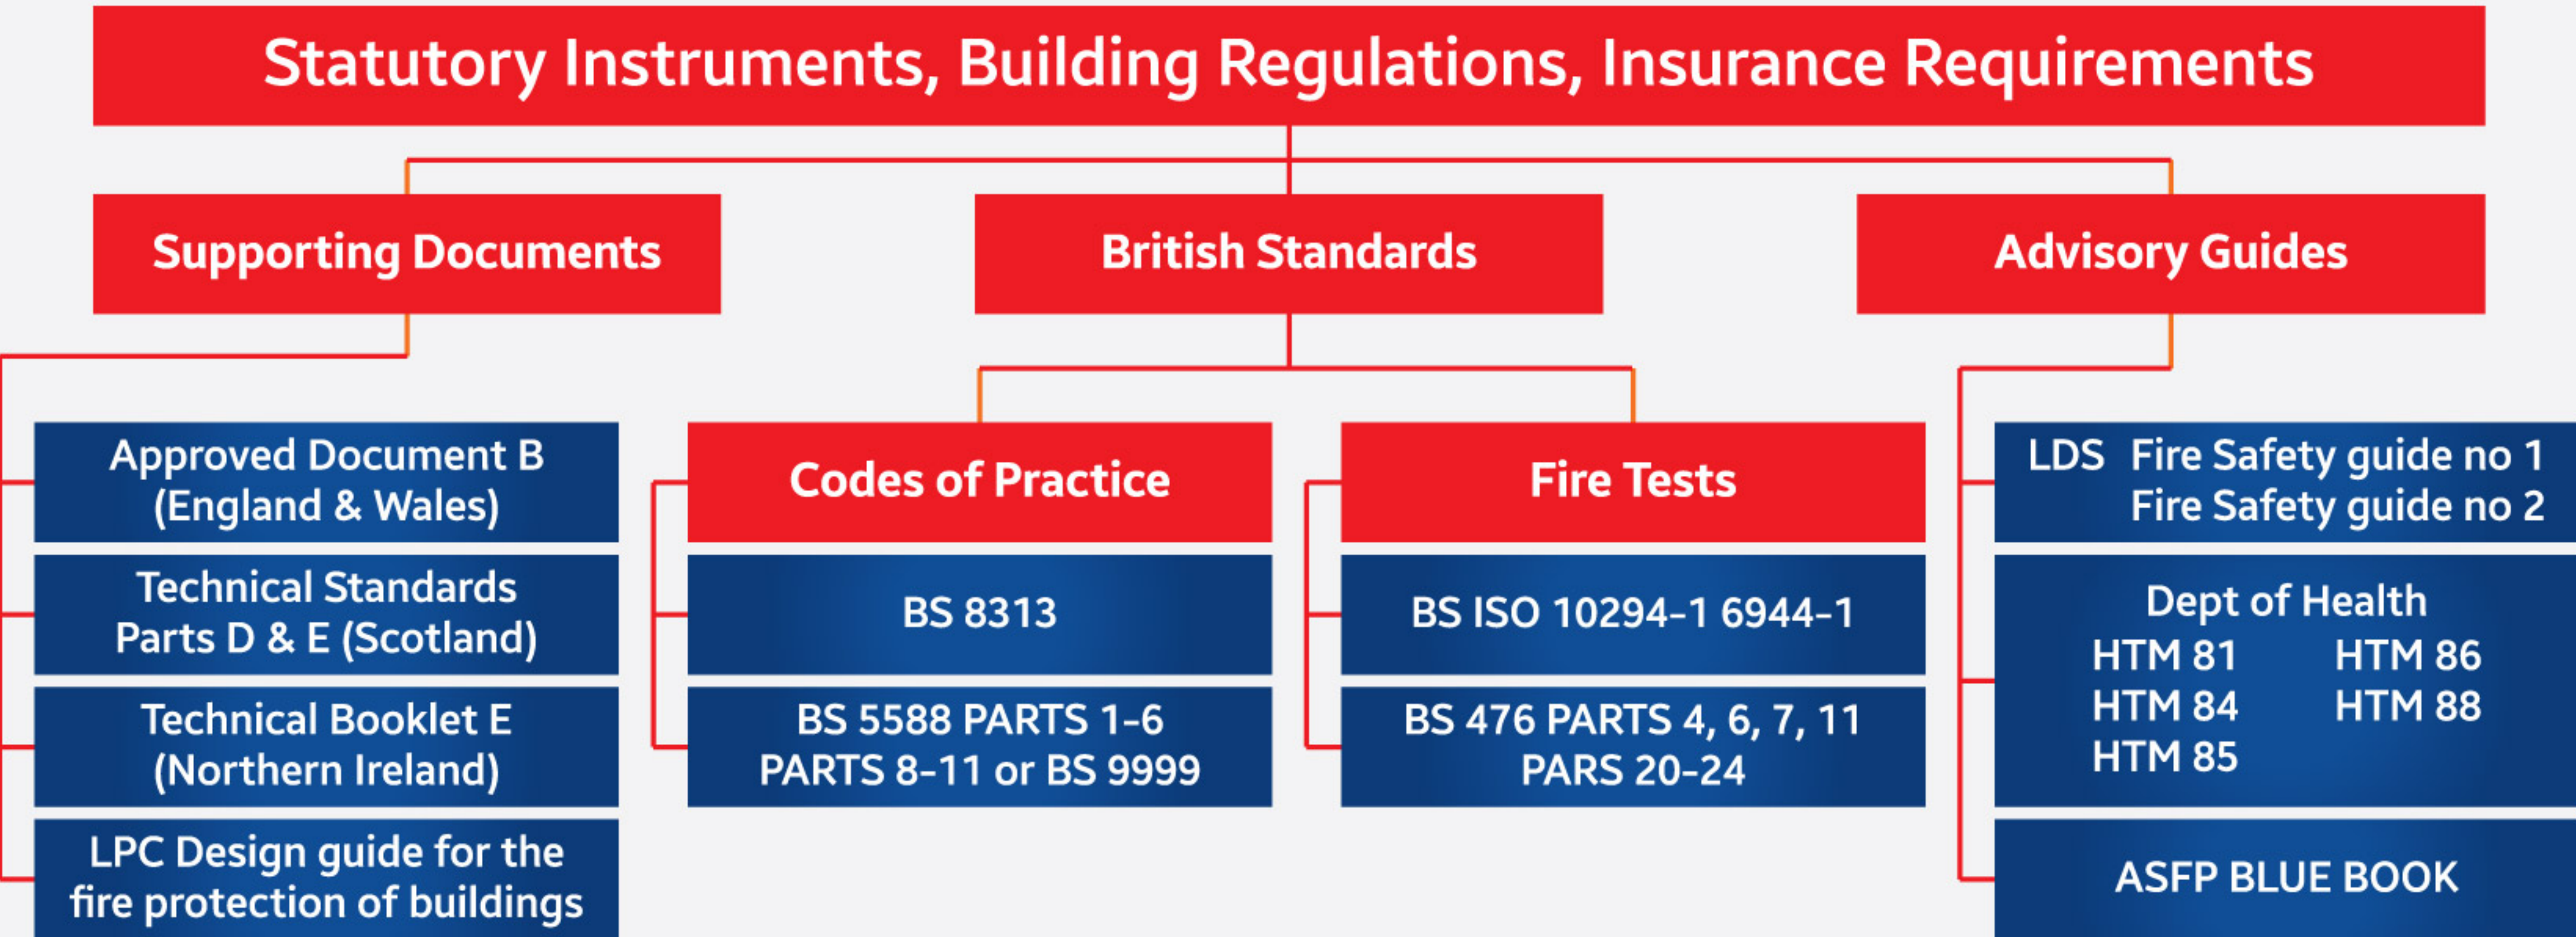 Statutory Instruments, Building Regulations, Insurance Requirements
Supporting Documents
British Standards
Advisory Guides
Approved Document B
(England & Wales)
Technical Standards
Parts D & E (Scotland)
Technical Booklet E
(Northern Ireland)
LPC Design guide for the
fire protection of buildings
Codes of Practice
BS 8313
BS 5588 PARTS 1-6
PARTS 8-11 or BS 9999
Fire Tests
BS ISO 10294-1 6944-1
BS 476 PARTS 4, 6, 7, 11
PARS 20-24
LDS Fire Safety guide no 1
Fire Safety guide no 2
Dept of Health
HTM 81 HTM 86
HTM 84 HTM 88
HTM 85
ASFP BLUE BOOK